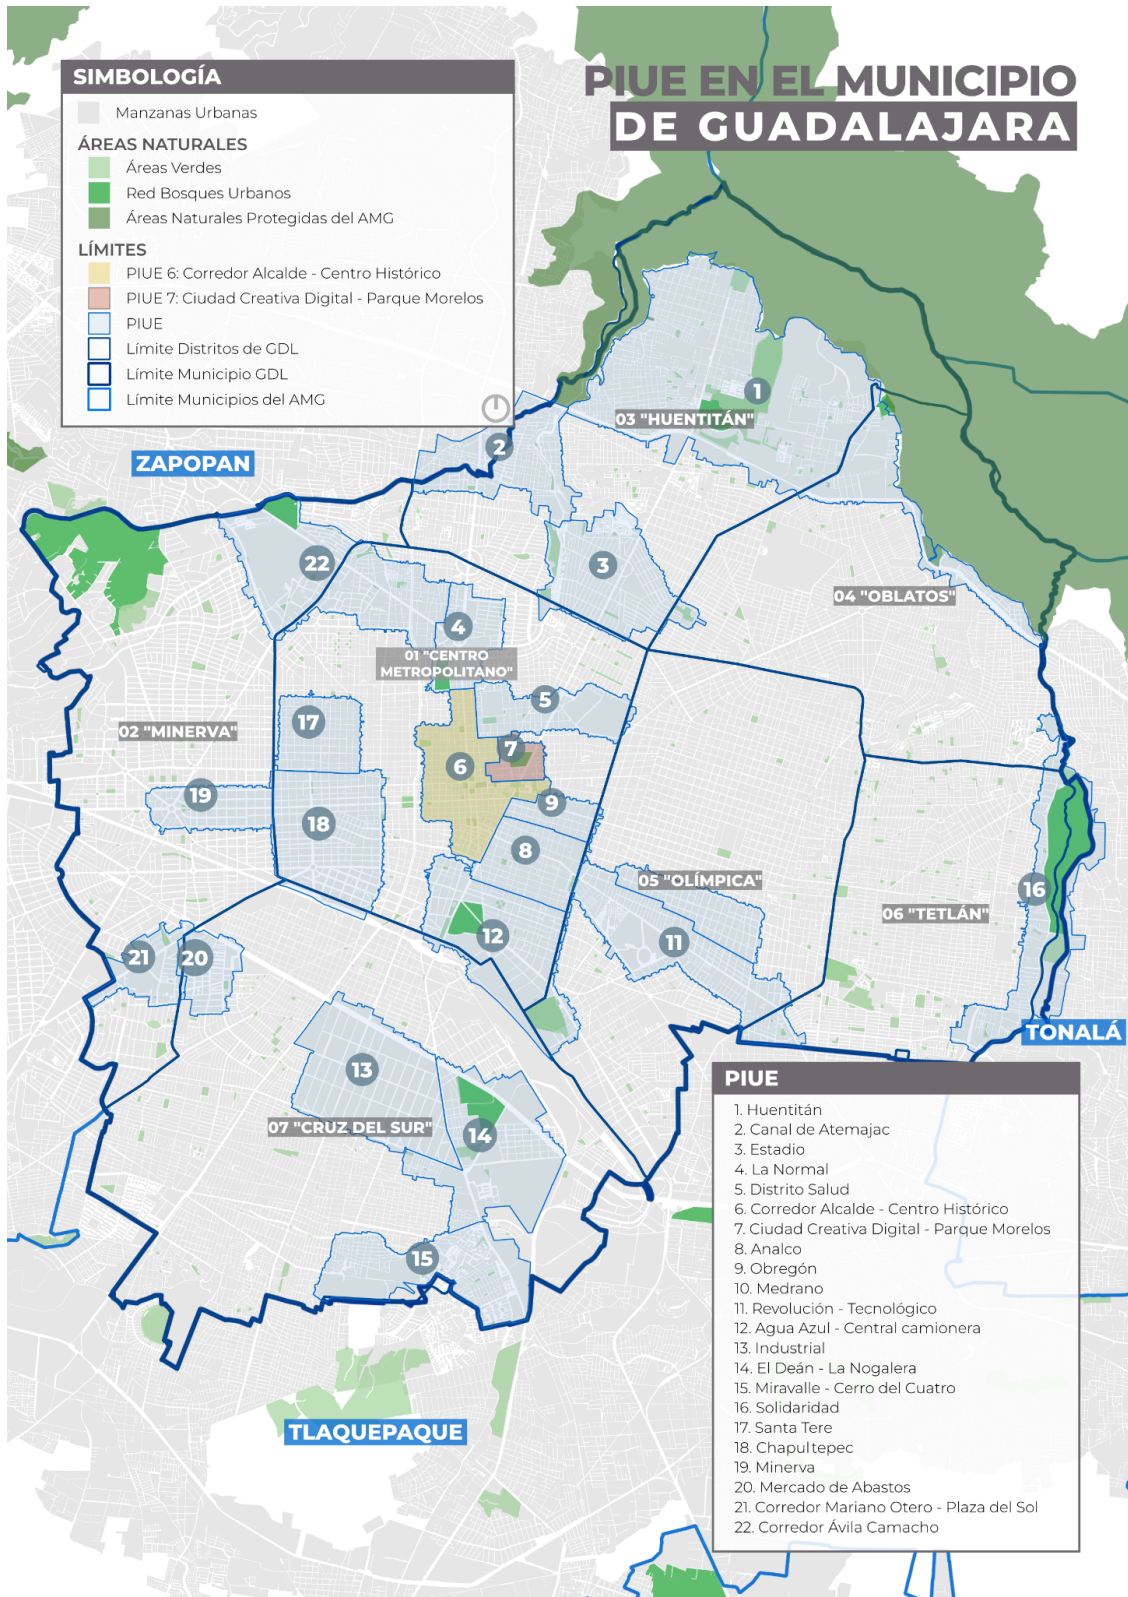 PIUE EN EL MUNICIPIO
DE GUADALAJARA
SIMBOLOGÍA
Manzanas Urbanas
ÁREAS NATURALES
Áreas Verdes
Red Bosques Urbanos
Áreas Naturales Protegidas del AMG
LÍMITES
PIUE 6: Corredor Alcalde - Centro Histórico
PIUE 7: Ciudad Creativa Digital - Parque Morelos
PIUE
Límite Distritos de GDL
Límite Municipio GDL
Límite Municipios del AMG
1
03 "HUENTITÁN"
2
ZAPOPAN
22
3
04 "OBLATOS"
4
01 "CENTRO
METROPOLITANO"
5
17
02 "MINERVA"
7
6
19
9
18
8
05 "OLÍMPICA"
16
06 "TETLÁN"
12
11
21
20
TONALÁ
13
07 "CRUZ DEL SUR"
14
15
TLAQUEPAQUE
PIUE
1. Huentitán
2. Canal de Atemajac
3. Estadio
4. La Normal
5. Distrito Salud
6. Corredor Alcalde - Centro Histórico
7. Ciudad Creativa Digital - Parque Morelos
8. Analco
9. Obregón
10. Medrano
11. Revolución - Tecnológico
12. Agua Azul - Central camionera
13. Industrial
14. El Deán - La Nogalera
15. Miravalle - Cerro del Cuatro
16. Solidaridad
17. Santa Tere
18. Chapultepec
19. Minerva
20. Mercado de Abastos
21. Corredor Mariano Otero - Plaza del Sol
22. Corredor Ávila Camacho